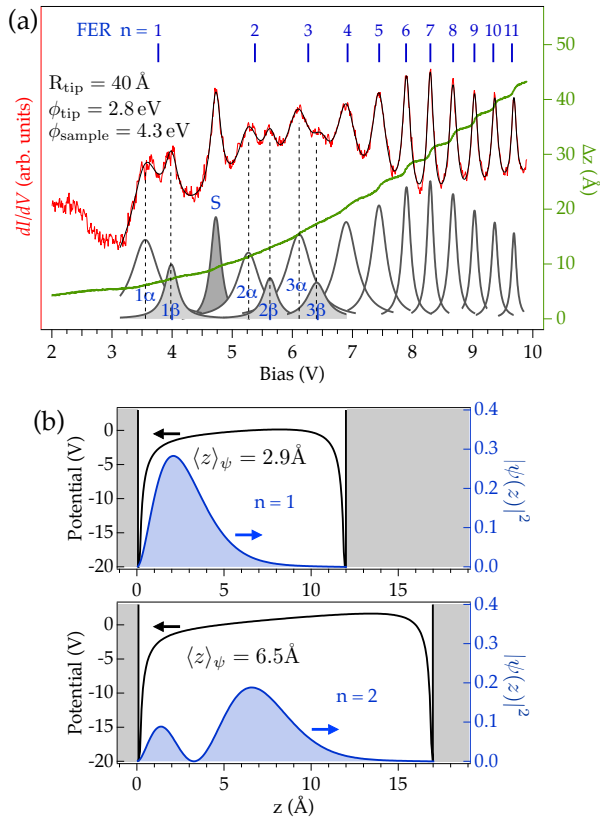 (a)
FER n = 1 2 3 4 5 6 7 8 9 10 11
R_tip = 40 Å
ϕ_tip = 2.8 eV
ϕ_sample = 4.3 eV
dI/dV (arb. units)
S
1α 1β 2α 2β 3α 3β
50
40
30
20
10
0
Δz (Å)
2 3 4 5 6 7 8 9 10
Bias (V)
(b)
Potential (V)
0
-5
-10
-15
-20
⟨z⟩ψ = 2.9Å
n = 1
0.4
0.3
0.2
0.1
0.0
|ψ(z)|²
0 5 10 15
Potential (V)
0
-5
-10
-15
-20
⟨z⟩ψ = 6.5Å
n = 2
0.4
0.3
0.2
0.1
0.0
|ψ(z)|²
0 5 10 15
z (Å)